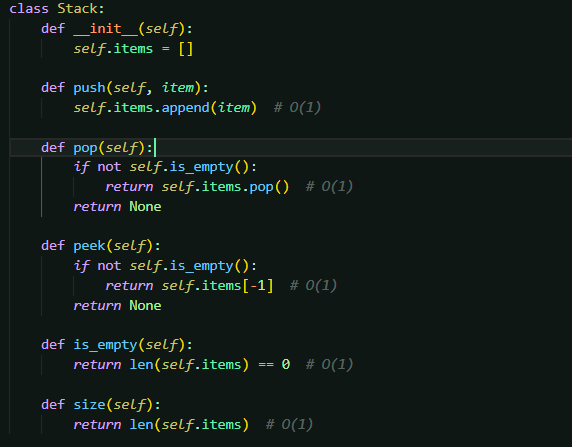 class Stack:
    def __init__(self):
        self.items = []

    def push(self, item):
        self.items.append(item)  # O(1)

    def pop(self):
        if not self.is_empty():
            return self.items.pop()  # O(1)
        return None

    def peek(self):
        if not self.is_empty():
            return self.items[-1]  # O(1)
        return None

    def is_empty(self):
        return len(self.items) == 0  # O(1)

    def size(self):
        return len(self.items)  # O(1)